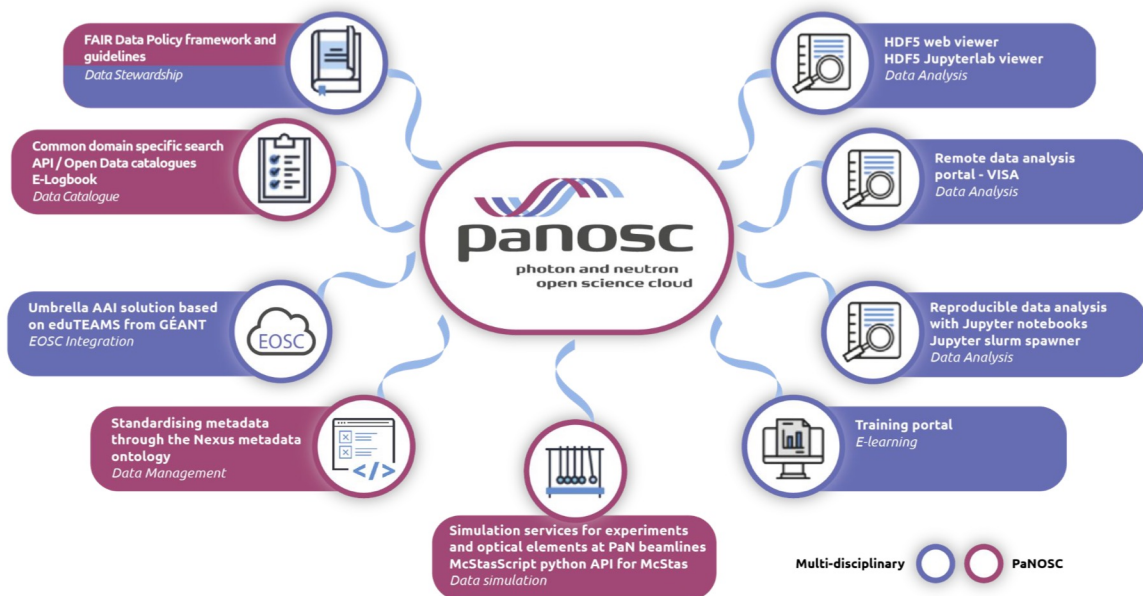 FAIR Data Policy framework and
guidelines
Data Stewardship
Common domain specific search
API / Open Data catalogues
E-Logbook
Data Catalogue
Umbrella AAI solution based
on eduTEAMS from GÉANT
EOSC Integration
EOSC
Standardising metadata
through the Nexus metadata
ontology
Data Management
panosc
photon and neutron
open science cloud
Simulation services for experiments
and optical elements at PaN beamlines
McStasScript python API for McStas
Data simulation
HDF5 web viewer
HDF5 Jupyterlab viewer
Data Analysis
Remote data analysis
portal - VISA
Data Analysis
Reproducible data analysis
with Jupyter notebooks
Jupyter slurm spawner
Data Analysis
Training portal
E-learning
Multi-disciplinary
PaNOSC